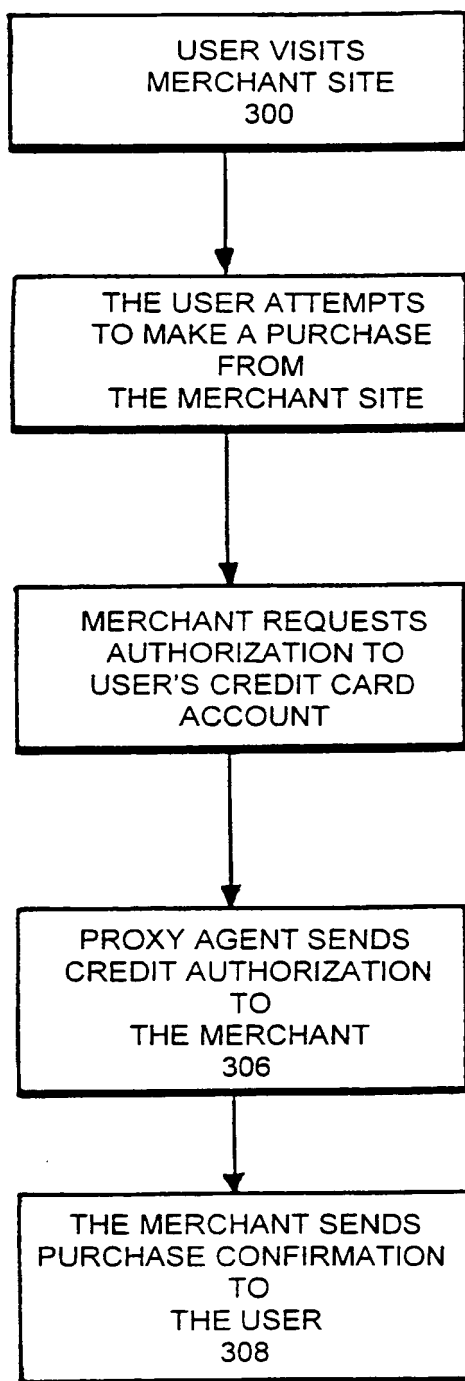 USER VISITS
MERCHANT SITE
300
THE USER ATTEMPTS
TO MAKE A PURCHASE
FROM
THE MERCHANT SITE
MERCHANT REQUESTS
AUTHORIZATION TO
USER'S CREDIT CARD
ACCOUNT
PROXY AGENT SENDS
CREDIT AUTHORIZATION
TO
THE MERCHANT
306
THE MERCHANT SENDS
PURCHASE CONFIRMATION
TO
THE USER
308